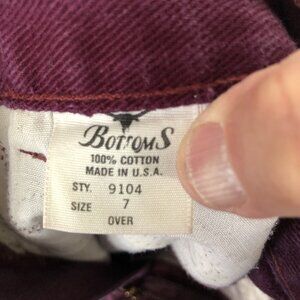 BOTTOMS
100% COTTON
MADE IN U.S.A.
STY. 9104
SIZE 7
OVER